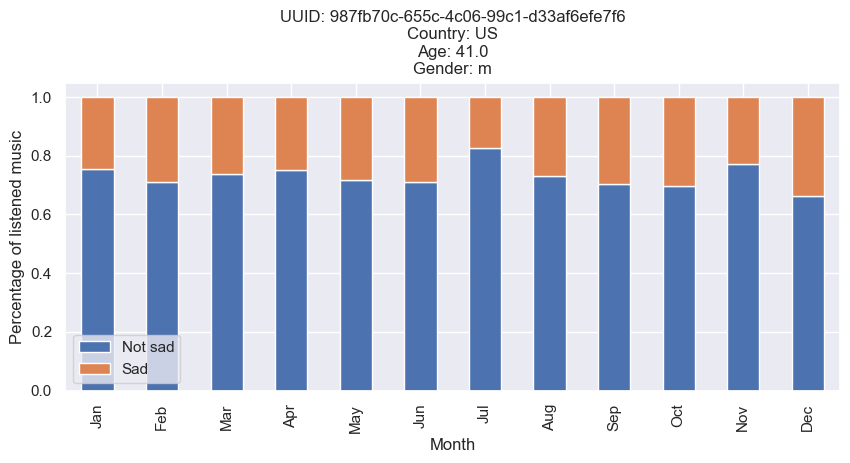 UUID: 987fb70c-655c-4c06-99c1-d33af6efe7f6
Country: US
Age: 41.0
Gender: m
Percentage of listened music
1.0
0.8
0.6
0.4
0.2
0.0
Not sad
Sad
Jan
Feb
Mar
Apr
May
Jun
Jul
Aug
Sep
Oct
Nov
Dec
Month